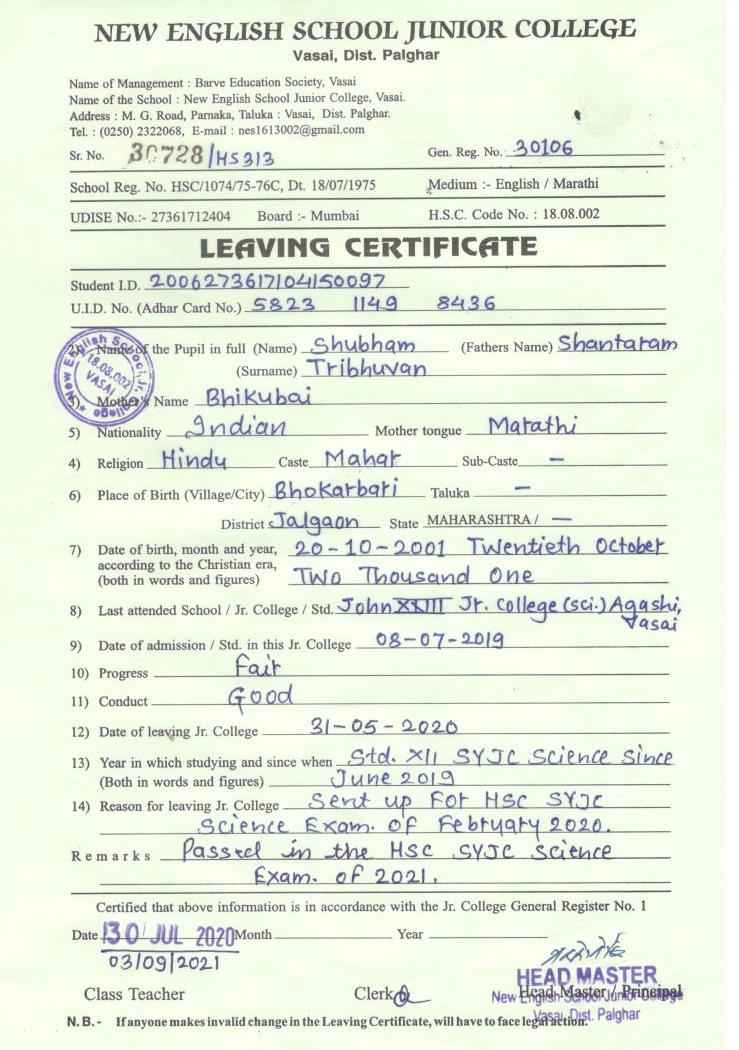 NEW ENGLISH SCHOOL JUNIOR COLLEGE
Vasai, Dist. Palghar
Name of Management : Barve Education Society, Vasai
Name of the School : New English School Junior College, Vasai.
Address : M. G. Road, Parnaka, Taluka : Vasai, Dist. Palghar.
Tel. : (0250) 2322068, E-mail : nes1613002@gmail.com
Sr. No. 30728/HS313 Gen. Reg. No. 30106
School Reg. No. HSC/1074/75-76C, Dt. 18/07/1975 Medium :- English / Marathi
UDISE No.:- 27361712404 Board :- Mumbai H.S.C. Code No. : 18.08.002
LEAVING CERTIFICATE
Student I.D. 2006273617104150097
U.I.D. No. (Adhar Card No.) 5823 1149 8436
2) Name of the Pupil in full (Name) Shubham (Fathers Name) Shantaram
(Surname) Tribhuvan
New English School, Jr. College
18.08.002
VASAI
3) Mother's Name Bhikubai
5) Nationality Indian Mother tongue Marathi
4) Religion Hindu Caste Mahar Sub-Caste —
6) Place of Birth (Village/City) Bhokarbari Taluka —
District Jalgaon State MAHARASHTRA / —
7) Date of birth, month and year, 20-10-2001 Twentieth October
according to the Christian era,
(both in words and figures) Two Thousand One
8) Last attended School / Jr. College / Std. John XXIII Jr. College (sci.) Agashi,
Vasai
9) Date of admission / Std. in this Jr. College 08-07-2019
10) Progress Fair
11) Conduct Good
12) Date of leaving Jr. College 31-05-2020
13) Year in which studying and since when Std. XII SYJC Science Since
(Both in words and figures) June 2019
14) Reason for leaving Jr. College Sent up For HSC SYJC
Science Exam. of February 2020.
Remarks Passed in the HSC SYJC Science
Exam. of 2021.
Certified that above information is in accordance with the Jr. College General Register No. 1
Date 30 JUL 2020 Month Year
03/09/2021
HEAD MASTER
Class Teacher Clerk Head Master / Principal
New English School Junior College
Vasai, Dist. Palghar
N.B.- If anyone makes invalid change in the Leaving Certificate, will have to face legal action.